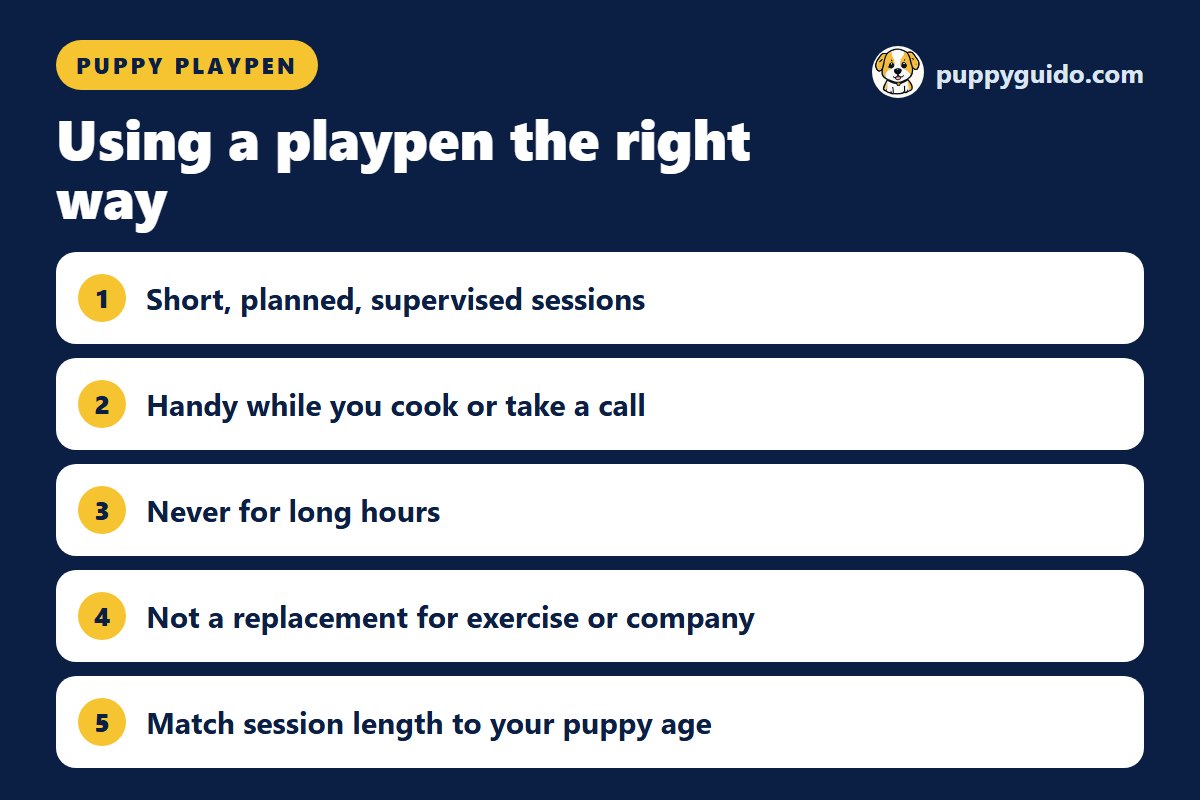 PUPPY PLAYPEN
puppyguido.com
Using a playpen the right
way
1 Short, planned, supervised sessions
2 Handy while you cook or take a call
3 Never for long hours
4 Not a replacement for exercise or company
5 Match session length to your puppy age